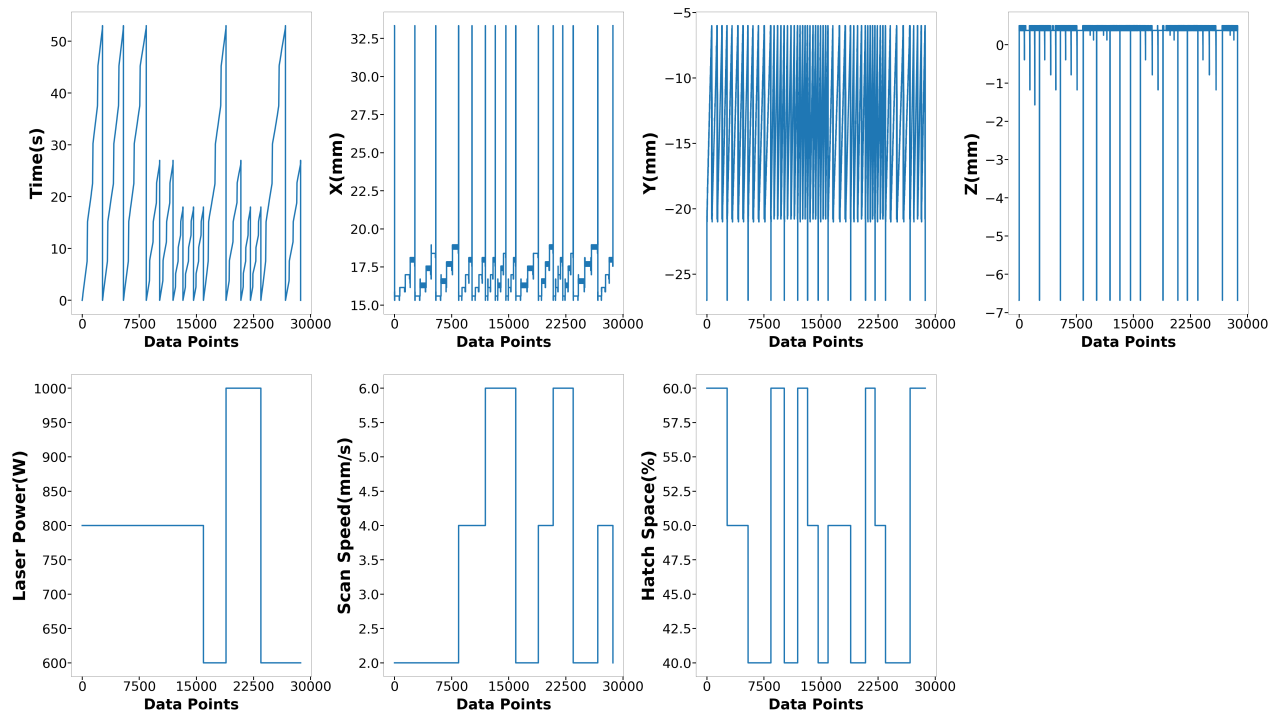 Time(s)
50
40
30
20
10
0
0 7500 15000 22500 30000
Data Points
X(mm)
32.5
30.0
27.5
25.0
22.5
20.0
17.5
15.0
0 7500 15000 22500 30000
Data Points
Y(mm)
−5
−10
−15
−20
−25
0 7500 15000 22500 30000
Data Points
Z(mm)
0
−1
−2
−3
−4
−5
−6
−7
0 7500 15000 22500 30000
Data Points
Laser Power(W)
1000
950
900
850
800
750
700
650
600
0 7500 15000 22500 30000
Data Points
Scan Speed(mm/s)
6.0
5.5
5.0
4.5
4.0
3.5
3.0
2.5
2.0
0 7500 15000 22500 30000
Data Points
Hatch Space(%)
60.0
57.5
55.0
52.5
50.0
47.5
45.0
42.5
40.0
0 7500 15000 22500 30000
Data Points